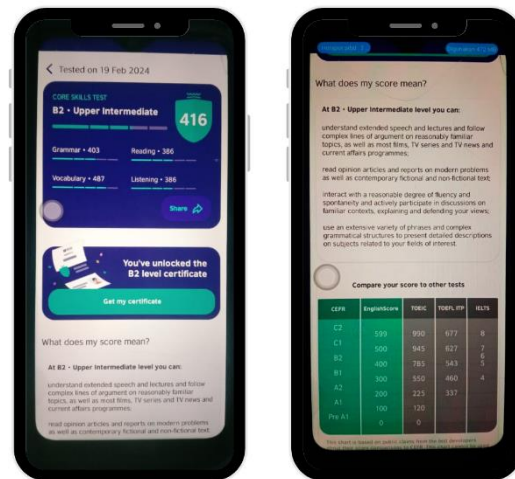 Tested on 19 Feb 2024
CORE SKILLS TEST
B2 • Upper Intermediate
416
Grammar • 403
Reading • 386
Vocabulary • 487
Listening • 386
Share
You've unlocked the
B2 level certificate
Get my certificate
What does my score mean?
At B2 • Upper Intermediate level you can:
understand extended speech and lectures and follow
complex lines of argument on reasonably familiar
topics, as well as most films, TV series and TV news and
current affairs programmes;
read opinion articles and reports on modern problems
as well as contemporary fictional and non-fictional text;
What does my score mean?
At B2 • Upper Intermediate level you can:
understand extended speech and lectures and follow
complex lines of argument on reasonably familiar
topics, as well as most films, TV series and TV news and
current affairs programmes;
read opinion articles and reports on modern problems
as well as contemporary fictional and non-fictional text;
interact with a reasonable degree of fluency and
spontaneity and actively participate in discussions on
familiar contexts, explaining and defending your views;
use an extensive variety of phrases and complex
grammatical structures to present detailed descriptions
on subjects related to your fields of interest.
Compare your score to other tests
CEFR EnglishScore TOEIC TOEFL ITP IELTS
C2 599 990 677 8
C1 500 945 627 7
6
B2 400 785 543 5
B1 300 550 460 4
A2 200 225 337
A1 100 120
Pre A1 0 0